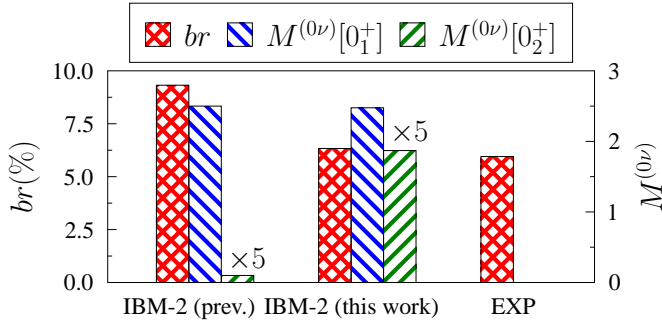 br M^{(0ν)}[0_1^+] M^{(0ν)}[0_2^+]
10.0
7.5
5.0
2.5
0.0
br(%)
3
2
1
0
M^{(0ν)}
×5
×5
IBM-2 (prev.) IBM-2 (this work) EXP